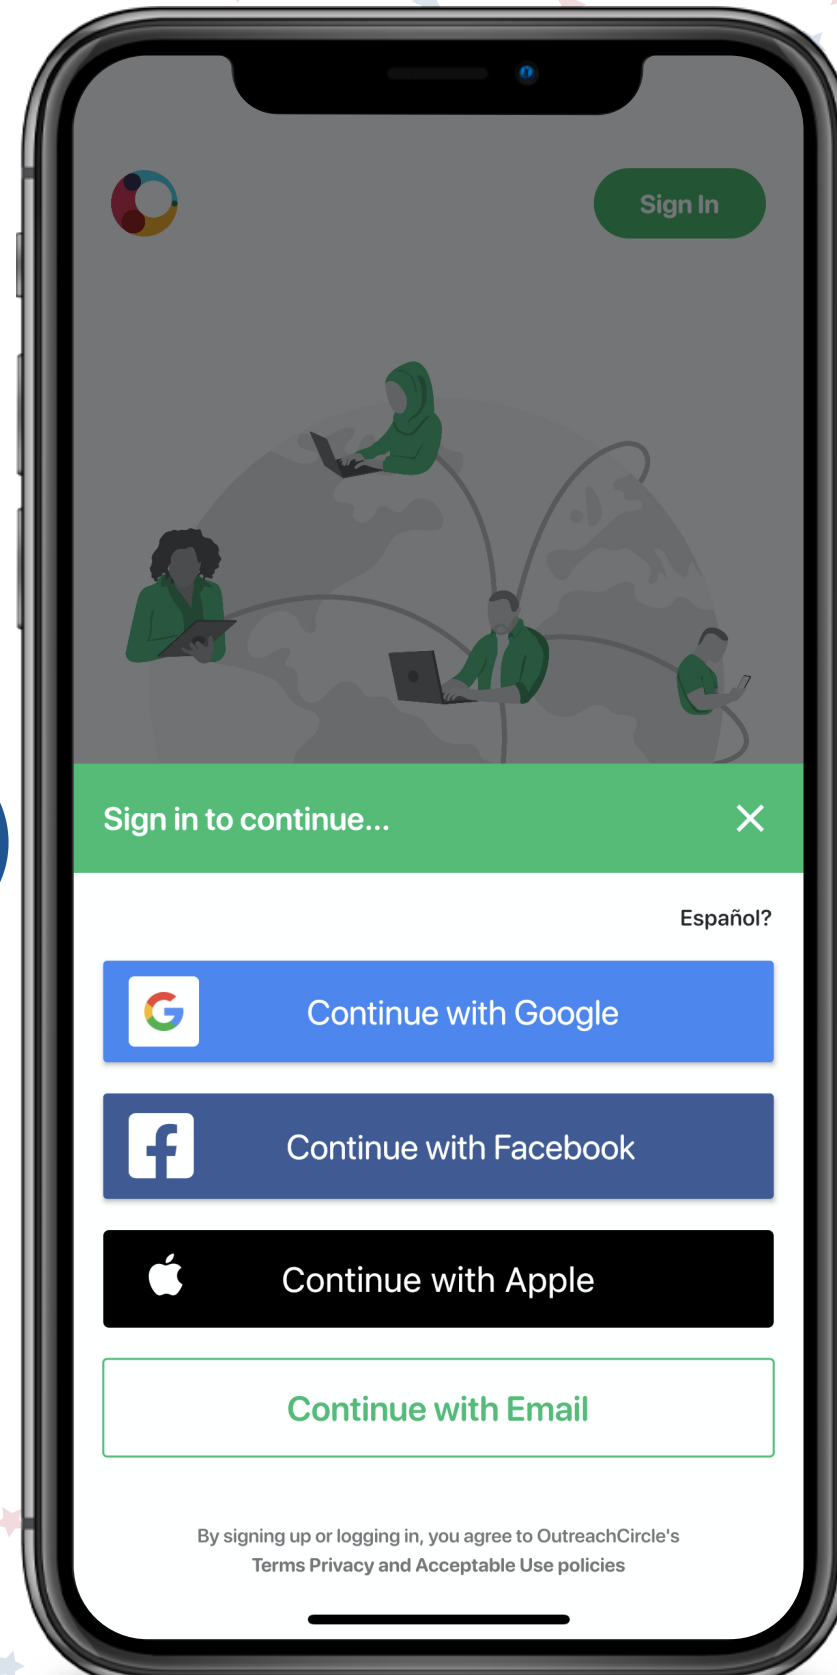 Sign In
Sign in to continue...
Español?
Continue with Google
Continue with Facebook
Continue with Apple
Continue with Email
By signing up or logging in, you agree to OutreachCircle's
Terms Privacy and Acceptable Use policies